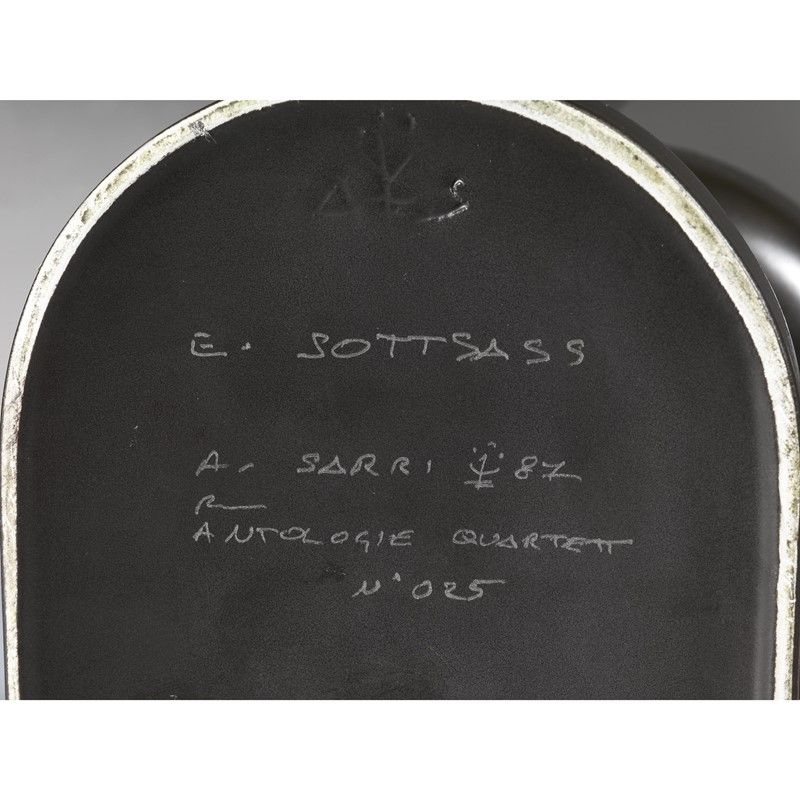 A S
E. SOTTSASS
A. SARRI 87
R
ANTOLOGIE QUARTETT
N° 025